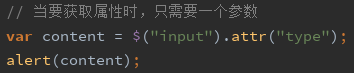 // 当要获取属性时，只需要一个参数
var content = $("input").attr("type");
alert(content);